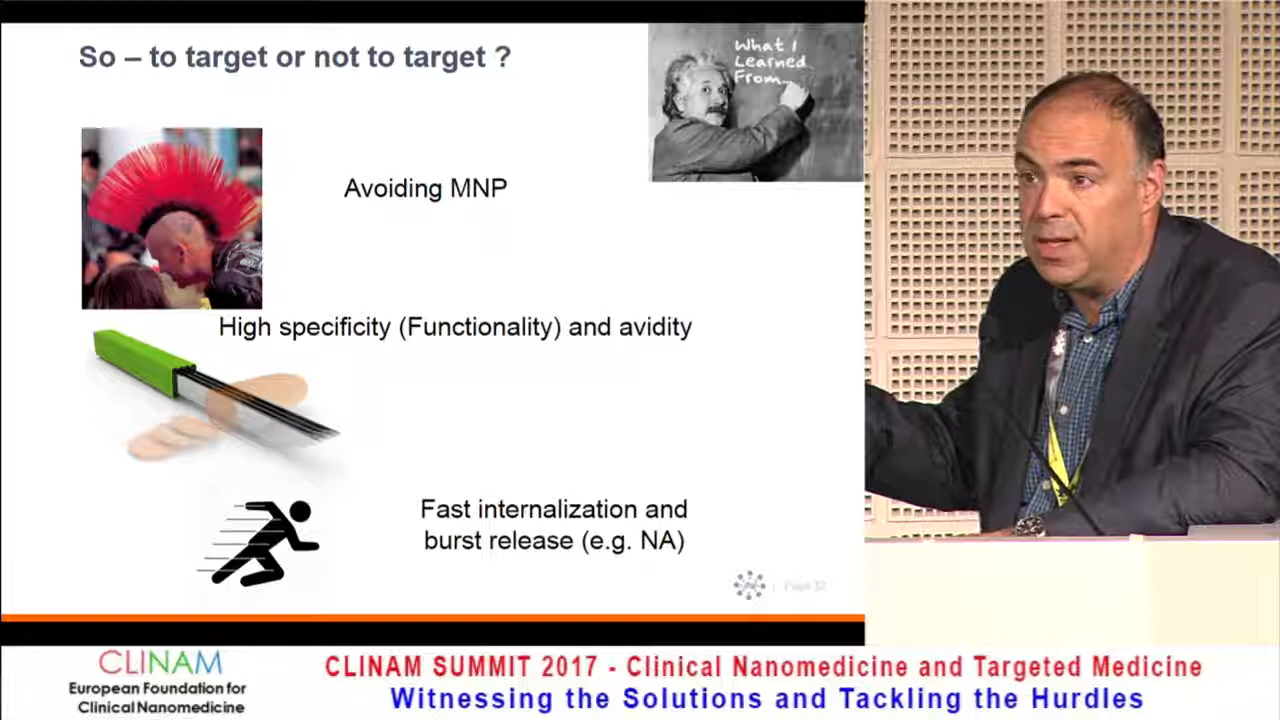 So – to target or not to target ?
What I
Learned
From...
Avoiding MNP
High specificity (Functionality) and avidity
Fast internalization and
burst release (e.g. NA)
CLINAM
European Foundation for
Clinical Nanomedicine
CLINAM SUMMIT 2017 - Clinical Nanomedicine and Targeted Medicine
Witnessing the Solutions and Tackling the Hurdles